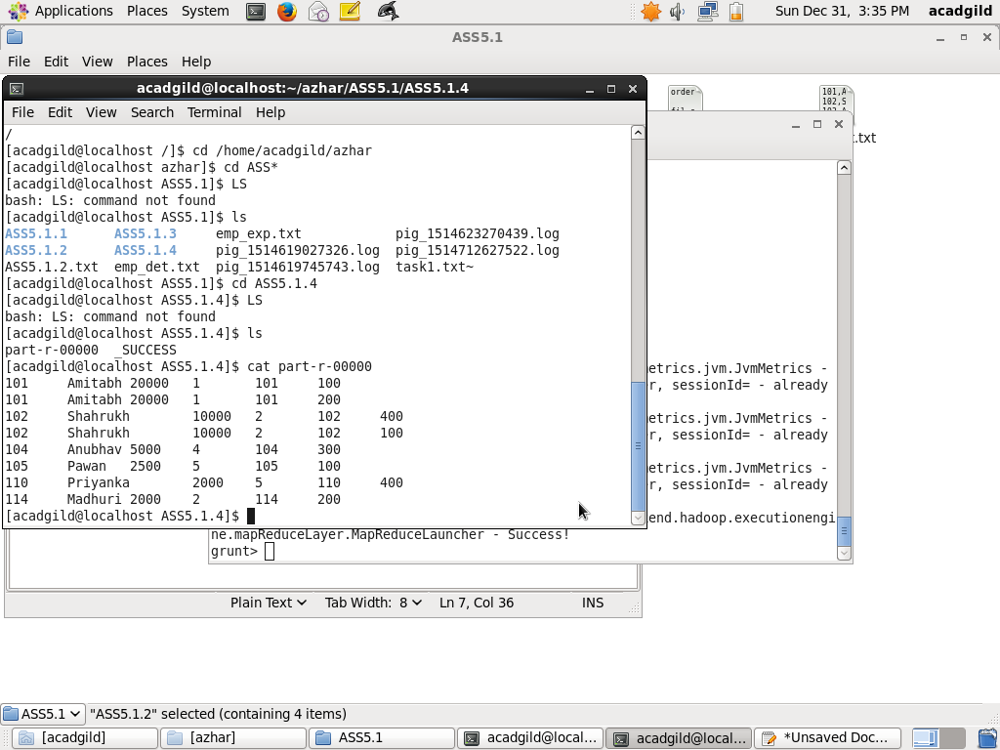 Applications Places System
Sun Dec 31, 3:35 PM acadgild
ASS5.1
File Edit View Places Help
order
101,A
102,S
.txt
acadgild@localhost:~/azhar/ASS5.1/ASS5.1.4
File Edit View Search Terminal Help
/
[acadgild@localhost /]$ cd /home/acadgild/azhar
[acadgild@localhost azhar]$ cd ASS*
[acadgild@localhost ASS5.1]$ LS
bash: LS: command not found
[acadgild@localhost ASS5.1]$ ls
ASS5.1.1 ASS5.1.3 emp_exp.txt pig_1514623270439.log
ASS5.1.2 ASS5.1.4 pig_1514619027326.log pig_1514712627522.log
ASS5.1.2.txt emp_det.txt pig_1514619745743.log task1.txt~
[acadgild@localhost ASS5.1]$ cd ASS5.1.4
[acadgild@localhost ASS5.1.4]$ LS
bash: LS: command not found
[acadgild@localhost ASS5.1.4]$ ls
part-r-00000 _SUCCESS
[acadgild@localhost ASS5.1.4]$ cat part-r-00000
101 Amitabh 20000 1 101 100
101 Amitabh 20000 1 101 200
102 Shahrukh 10000 2 102 400
102 Shahrukh 10000 2 102 100
104 Anubhav 5000 4 104 300
105 Pawan 2500 5 105 100
110 Priyanka 2000 5 110 400
114 Madhuri 2000 2 114 200
[acadgild@localhost ASS5.1.4]$
etrics.jvm.JvmMetrics -
r, sessionId= - already
etrics.jvm.JvmMetrics -
r, sessionId= - already
etrics.jvm.JvmMetrics -
r, sessionId= - already
end.hadoop.executionengi
ne.mapReduceLayer.MapReduceLauncher - Success!
grunt>
Plain Text Tab Width: 8 Ln 7, Col 36 INS
ASS5.1 "ASS5.1.2" selected (containing 4 items)
[acadgild] [azhar] ASS5.1 acadgild@local... acadgild@local... *Unsaved Doc...